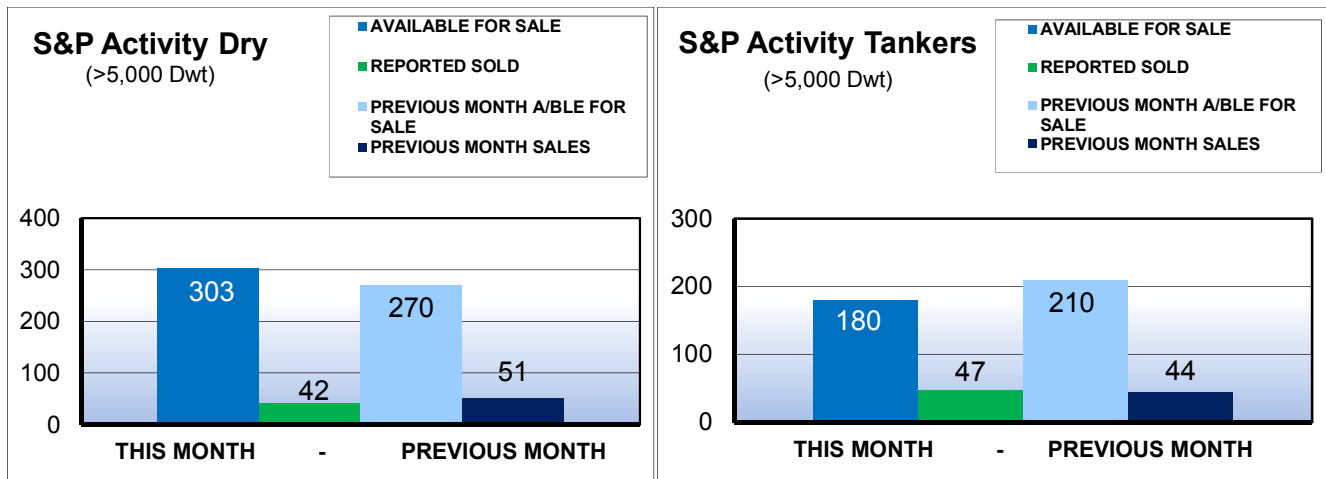 S&P Activity Dry
(>5,000 Dwt)
AVAILABLE FOR SALE
REPORTED SOLD
PREVIOUS MONTH A/BLE FOR
SALE
PREVIOUS MONTH SALES
400
300
200
100
0
303
42
270
51
THIS MONTH - PREVIOUS MONTH
S&P Activity Tankers
(>5,000 Dwt)
AVAILABLE FOR SALE
REPORTED SOLD
PREVIOUS MONTH A/BLE FOR
SALE
PREVIOUS MONTH SALES
300
200
100
0
180
47
210
44
THIS MONTH - PREVIOUS MONTH